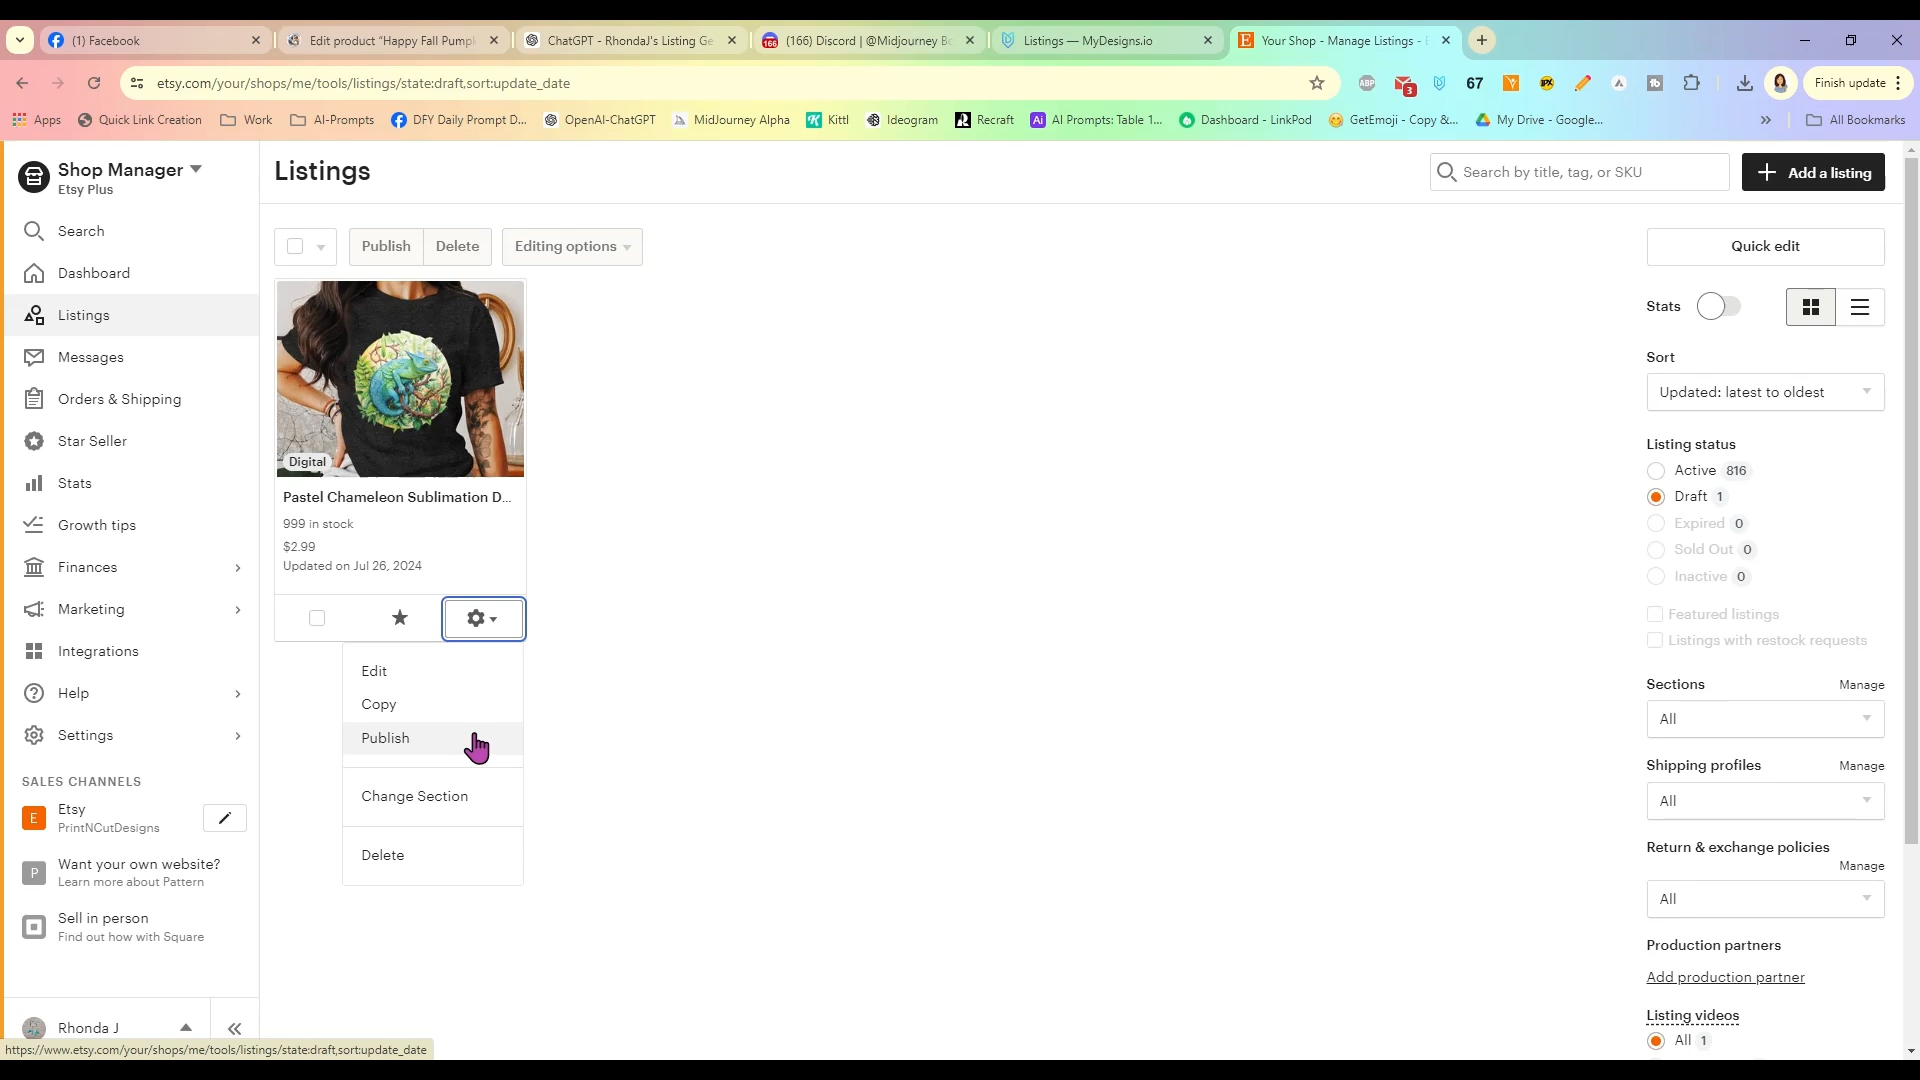 (1) Facebook
Edit product "Happy Fall Pump
ChatGPT - RhondaJ's Listing Ge
(166) Discord | @Midjourney Bo
Listings — MyDesigns.io
Your Shop - Manage Listings -
etsy.com/your/shops/me/tools/listings/state:draft,sort:update_date
3
67
Finish update
Apps
Quick Link Creation
Work
AI-Prompts
DFY Daily Prompt D...
OpenAI-ChatGPT
MidJourney Alpha
Kittl
Ideogram
Recraft
AI Prompts: Table 1...
Dashboard - LinkPod
GetEmoji - Copy &...
My Drive - Google...
All Bookmarks
Shop Manager
Etsy Plus
Search
Dashboard
Listings
Messages
Orders & Shipping
Star Seller
Stats
Growth tips
Finances
Marketing
Integrations
Help
Settings
SALES CHANNELS
E
Etsy
PrintNCutDesigns
P
Want your own website?
Learn more about Pattern
Sell in person
Find out how with Square
Rhonda J
https://www.etsy.com/your/shops/me/tools/listings/state:draft,sort:update_date
Listings
Search by title, tag, or SKU
Add a listing
Publish
Delete
Editing options
Digital
Pastel Chameleon Sublimation D...
999 in stock
$2.99
Updated on Jul 26, 2024
Edit
Copy
Publish
Change Section
Delete
Quick edit
Stats
Sort
Updated: latest to oldest
Listing status
Active 816
Draft 1
Expired 0
Sold Out 0
Inactive 0
Featured listings
Listings with restock requests
Sections
Manage
All
Shipping profiles
Manage
All
Return & exchange policies
Manage
All
Production partners
Add production partner
Listing videos
All 1